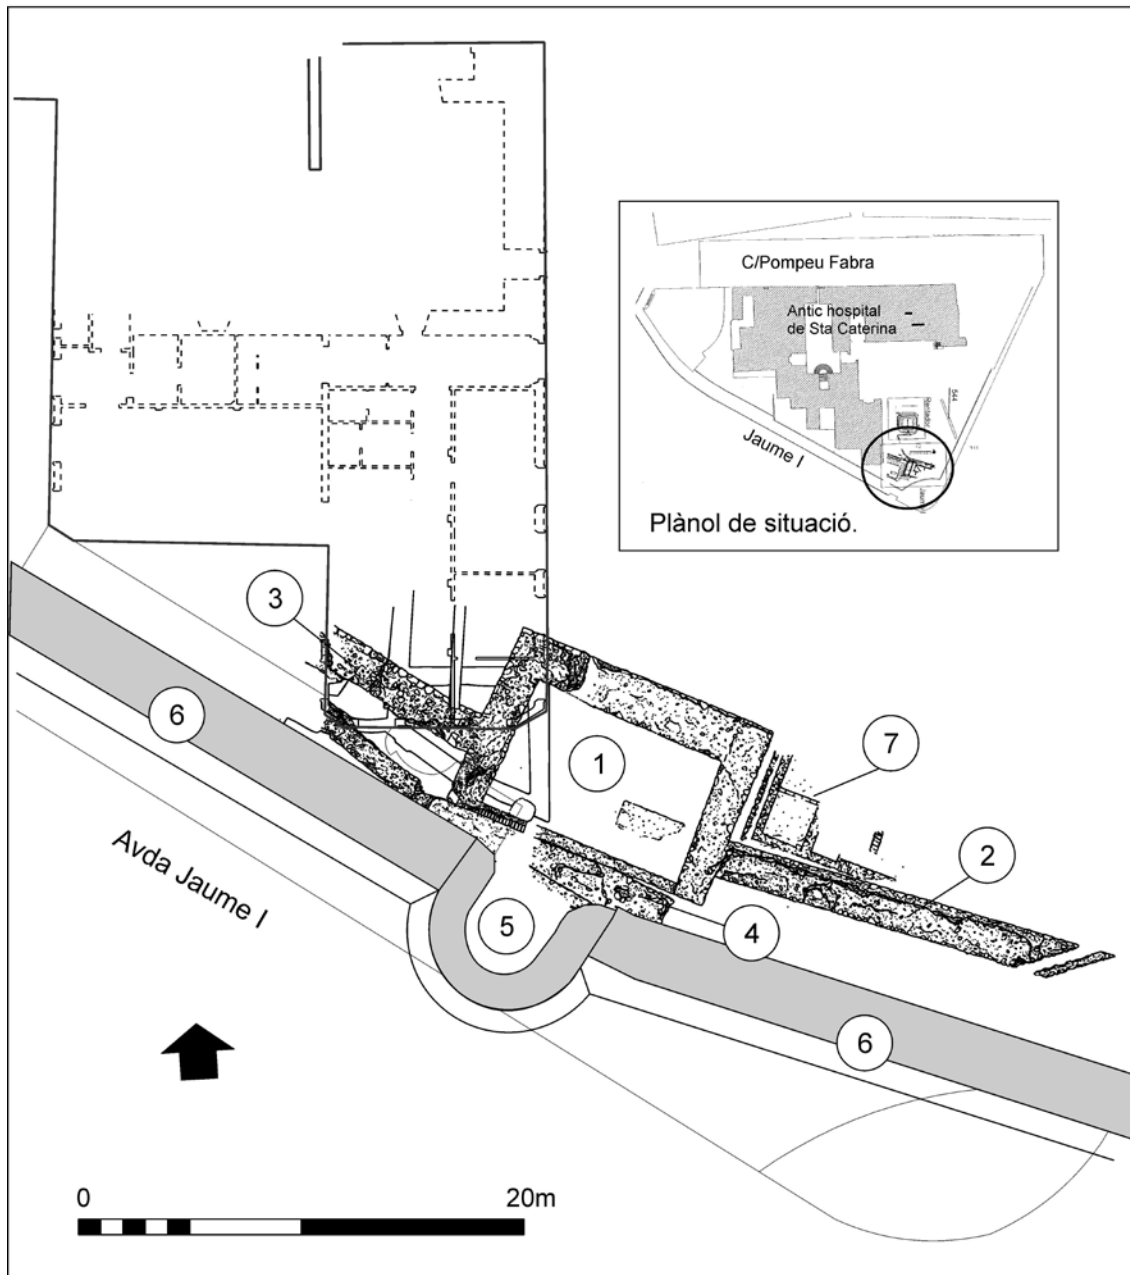 C/Pompeu Fabra
Antic hospital
de Sta Caterina
Jaume I
544
Plànol de situació.
3
6
1
7
2
5
4
6
Avda Jaume I
0 20m